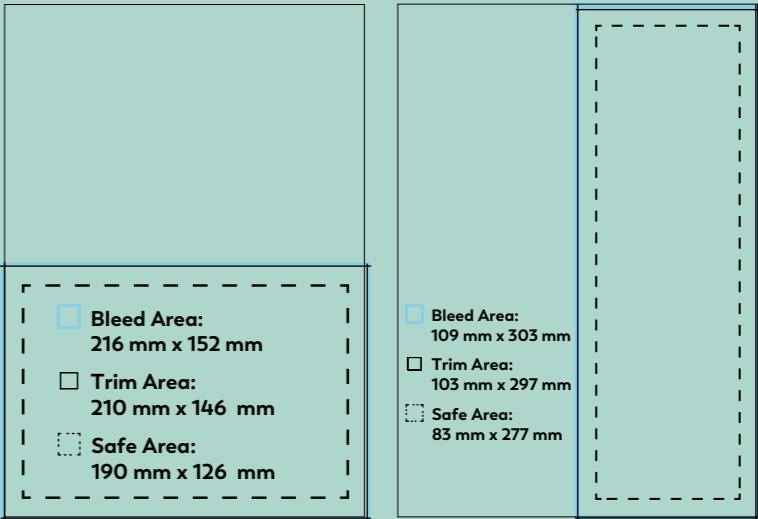 Bleed Area:
216 mm x 152 mm
Trim Area:
210 mm x 146 mm
Safe Area:
190 mm x 126 mm
Bleed Area:
109 mm x 303 mm
Trim Area:
103 mm x 297 mm
Safe Area:
83 mm x 277 mm